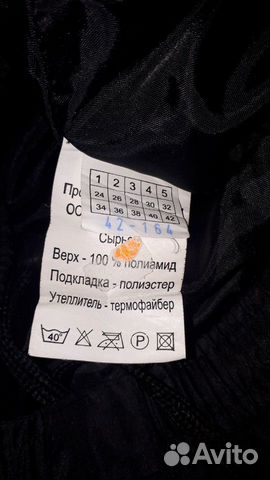 1 2 3 4 5
24 26 28 30 32
34 36 38 40 42
42-164
Верх - 100 % полиамид
Подкладка - полиэстер
Утеплитель - термофайбер
40°
P
Avito